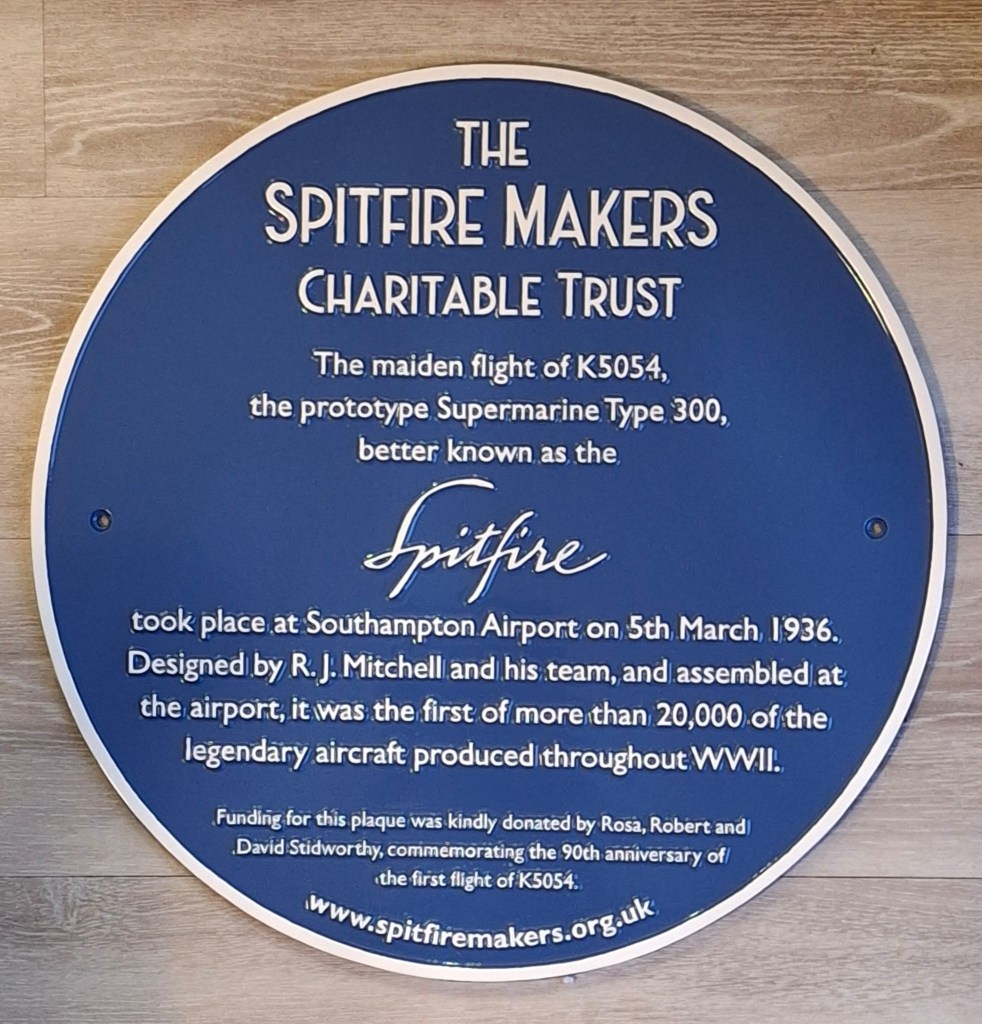 THE
SPITFIRE MAKERS
CHARITABLE TRUST
The maiden flight of K5054,
the prototype Supermarine Type 300,
better known as the
Spitfire
took place at Southampton Airport on 5th March 1936.
Designed by R. J. Mitchell and his team, and assembled at
the airport, it was the first of more than 20,000 of the
legendary aircraft produced throughout WWII.
Funding for this plaque was kindly donated by Rosa, Robert and
David Stidworthy, commemorating the 90th anniversary of
the first flight of K5054.
www.spitfiremakers.org.uk